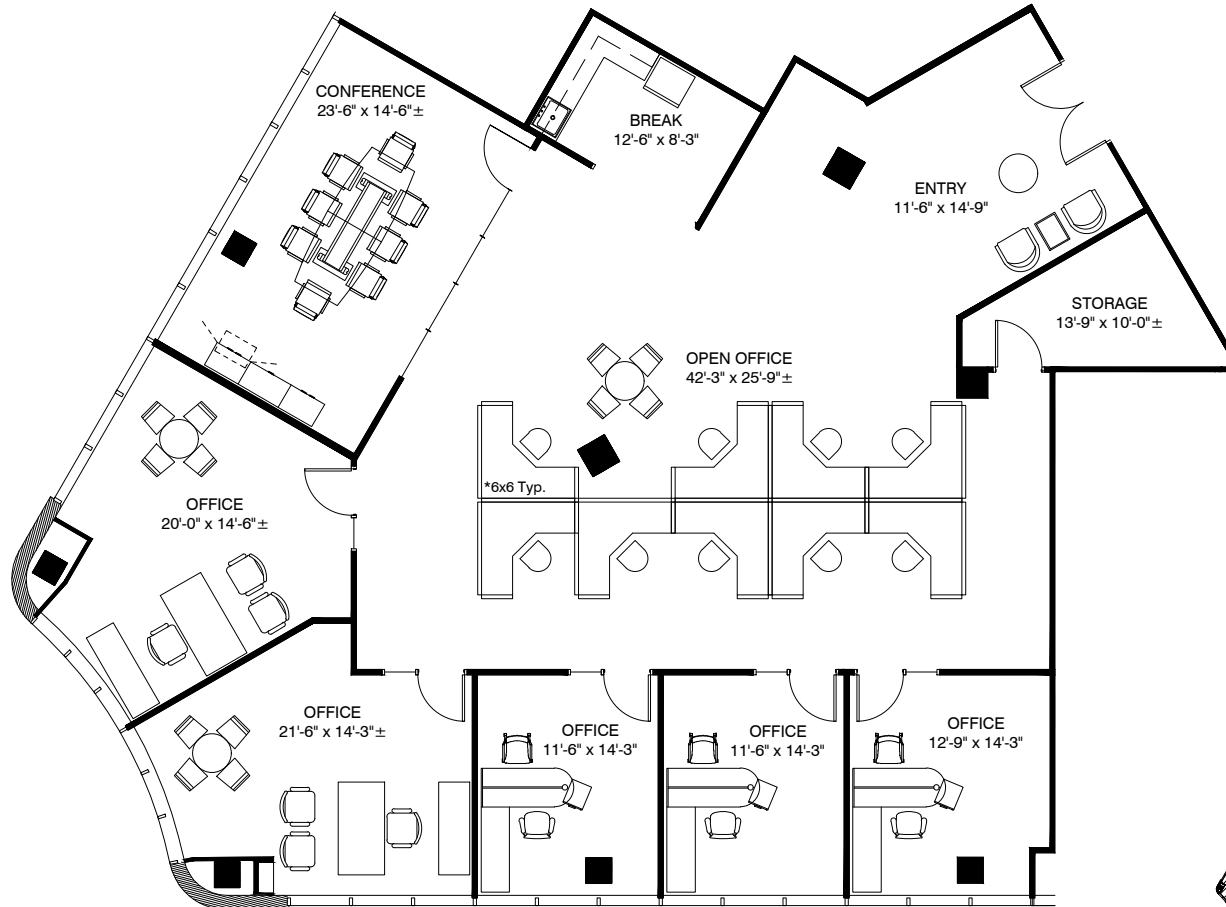 CONFERENCE
23'-6" x 14'-6"±
BREAK
12'-6" x 8'-3"
ENTRY
11'-6" x 14'-9"
STORAGE
13'-9" x 10'-0"±
OPEN OFFICE
42'-3" x 25'-9"±
*6x6 Typ.
OFFICE
20'-0" x 14'-6"±
OFFICE
21'-6" x 14'-3"±
OFFICE
11'-6" x 14'-3"
OFFICE
11'-6" x 14'-3"
OFFICE
12'-9" x 14'-3"